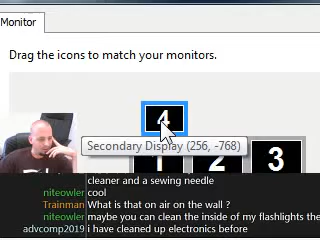 Monitor
Drag the icons to match your monitors.
4
Secondary Display (256, -768)
1 2 3
cleaner and a sewing needle
niteowler cool
Trainman What is that on air on the wall ?
niteowler maybe you can clean the inside of my flashlights the
advcomp2019 i have cleaned up electronics before